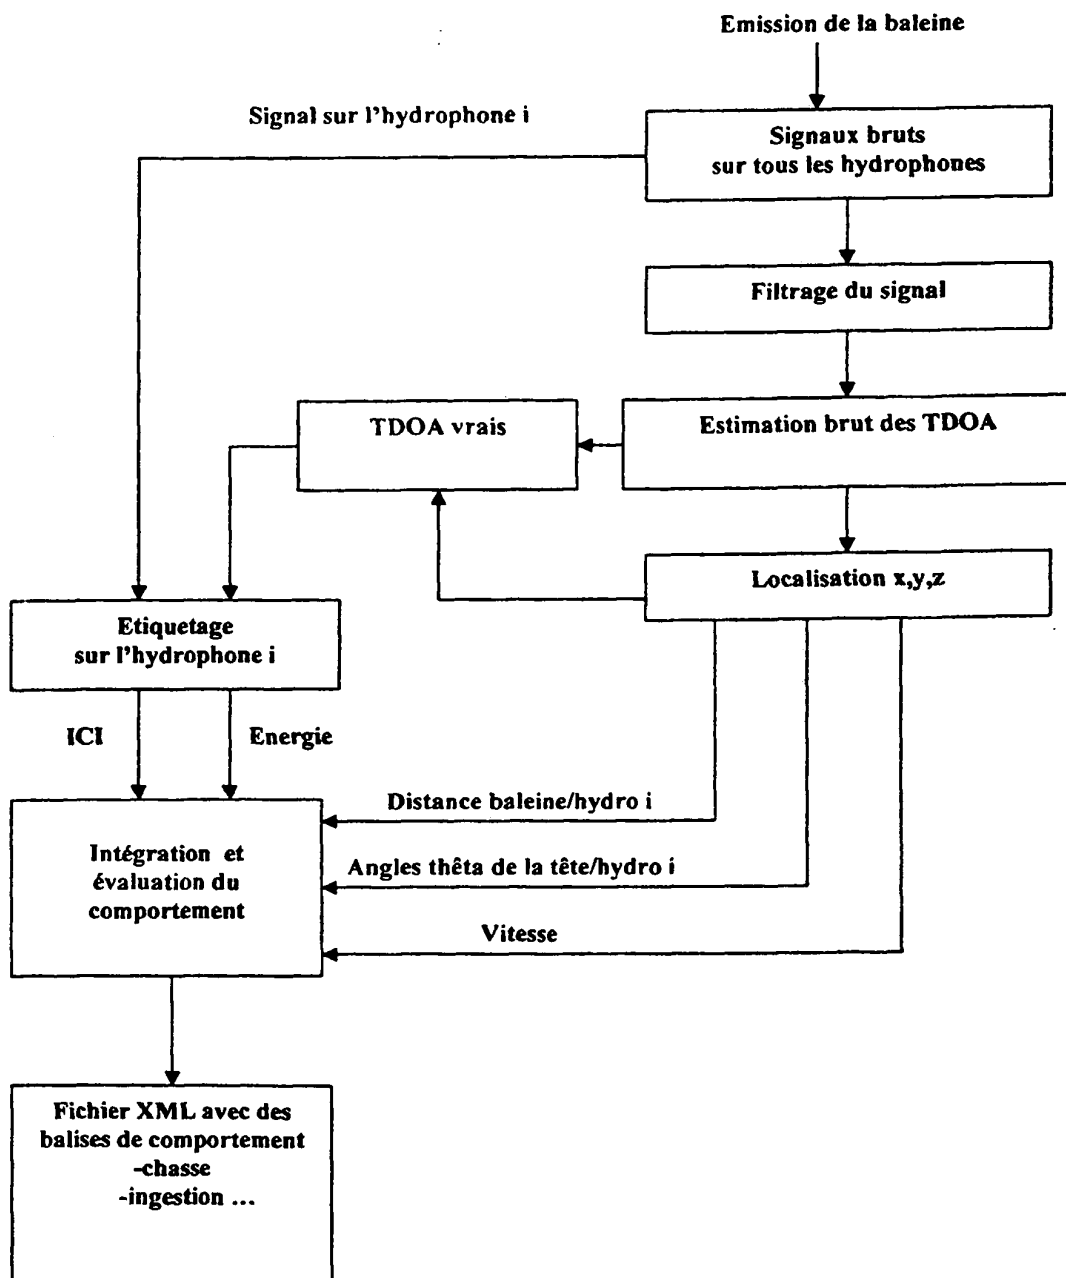 Emission de la baleine
Signal sur l'hydrophone i
Signaux bruts
sur tous les hydrophones
Filtrage du signal
TDOA vrais
Estimation brut des TDOA
Localisation x,y,z
Etiquetage
sur l'hydrophone i
ICI
Energie
Distance baleine/hydro i
Intégration et
évaluation du
comportement
Angles thêta de la tête/hydro i
Vitesse
Fichier XML avec des
balises de comportement
-chasse
-ingestion ...